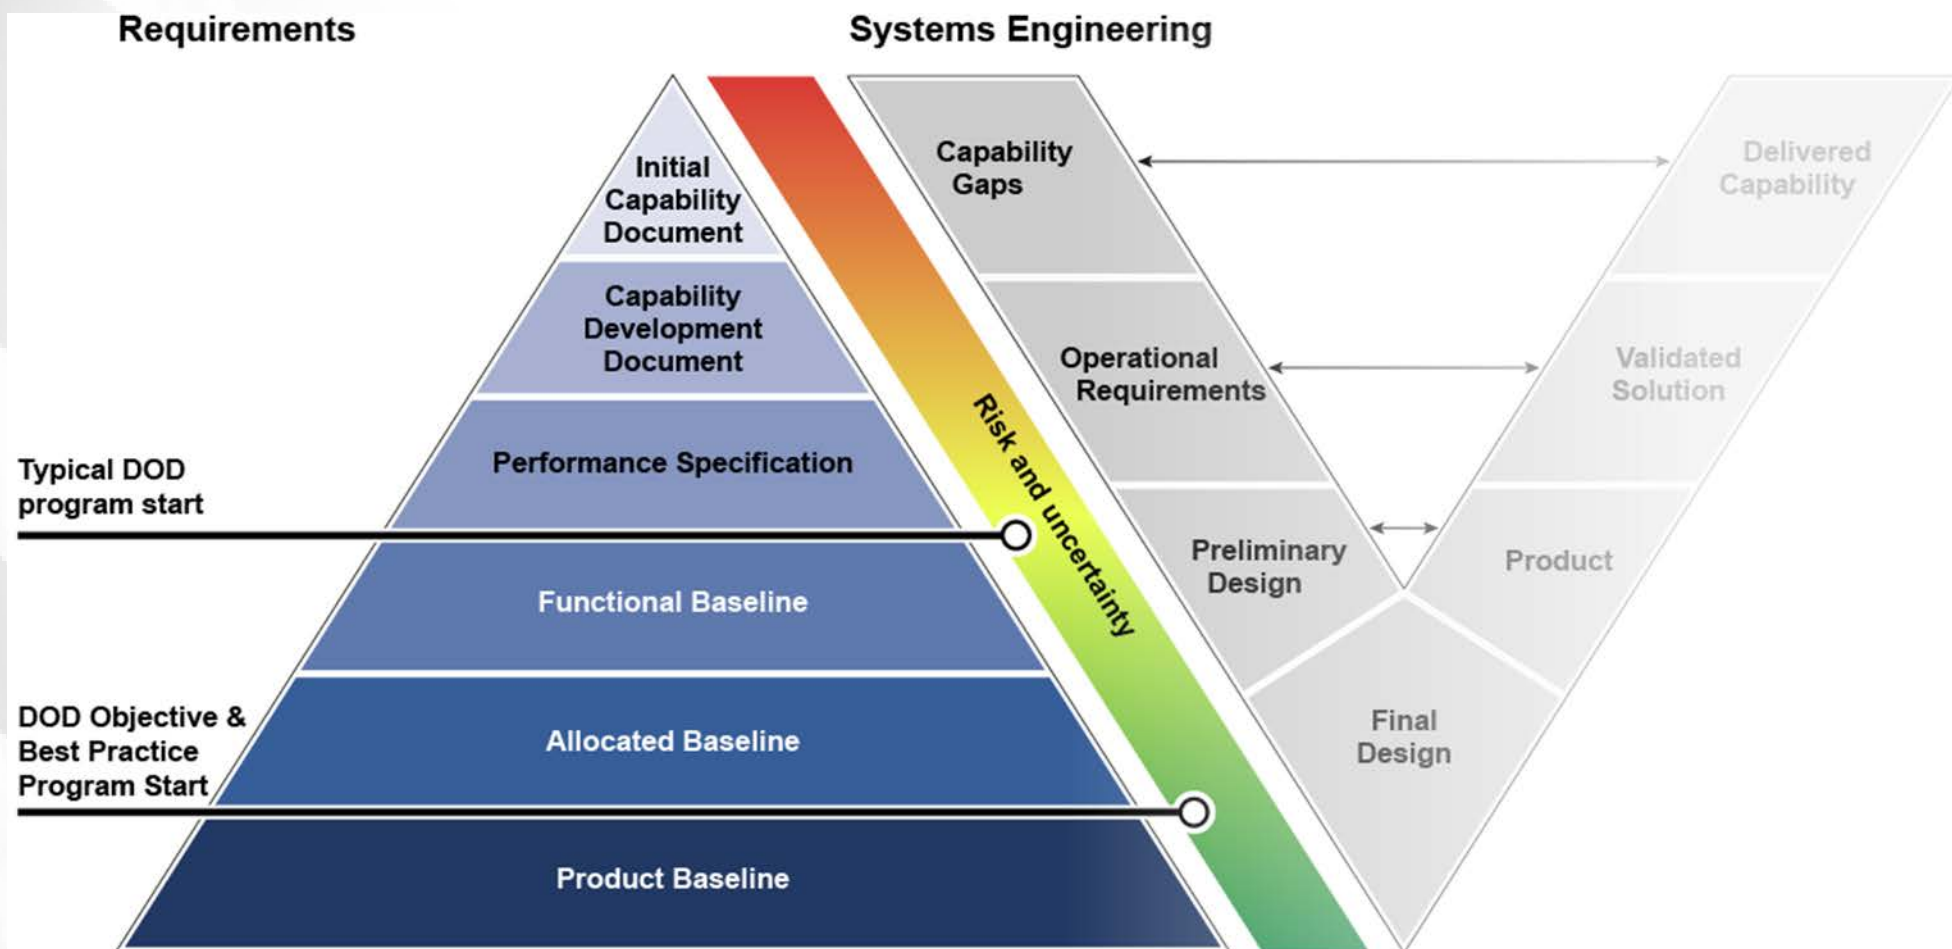 Requirements
Systems Engineering
Initial
Capability
Document
Capability
Development
Document
Performance Specification
Typical DOD
program start
Functional Baseline
Allocated Baseline
DOD Objective &
Best Practice
Program Start
Product Baseline
Risk and uncertainty
Capability
Gaps
Operational
Requirements
Preliminary
Design
Final
Design
Product
Validated
Solution
Delivered
Capability